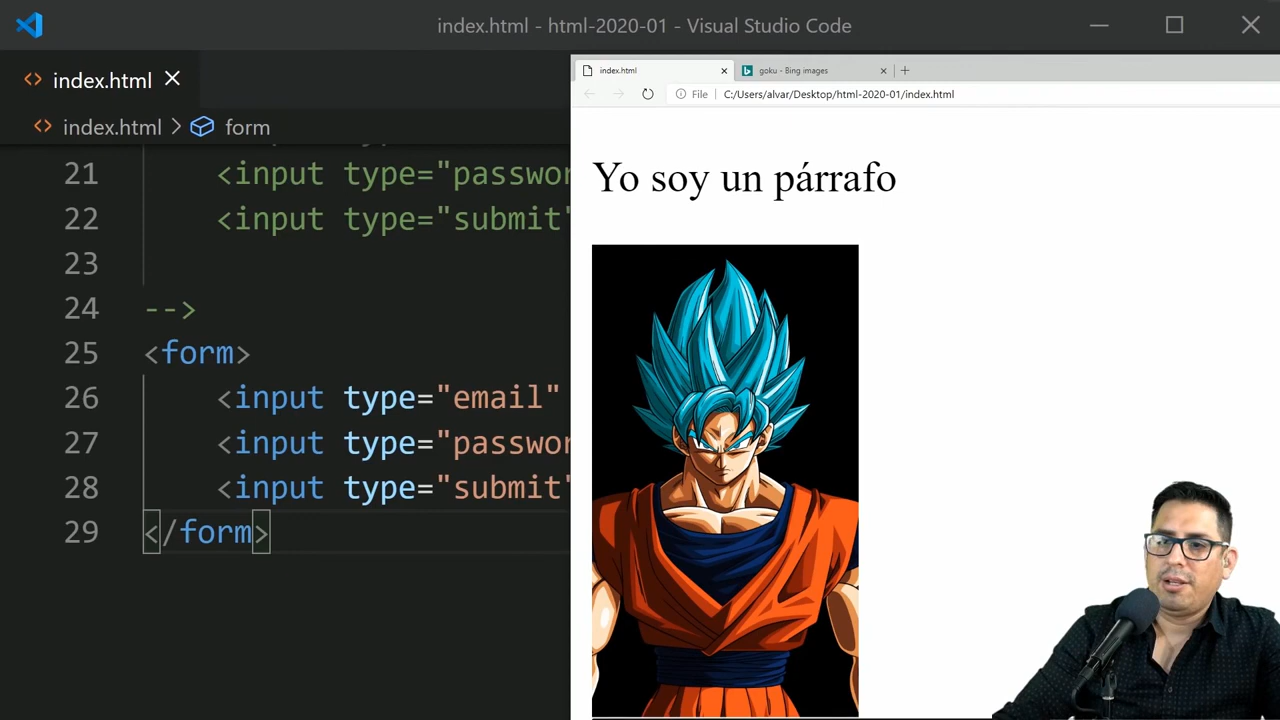 index.html - html-2020-01 - Visual Studio Code
index.html
index.html > form
21 <input type="passwor
22 <input type="submit"
23
24 -->
25 <form>
26 <input type="email"
27 <input type="passwor
28 <input type="submit"
29 </form>
index.html
goku - Bing images
File C:/Users/alvar/Desktop/html-2020-01/index.html
Yo soy un párrafo